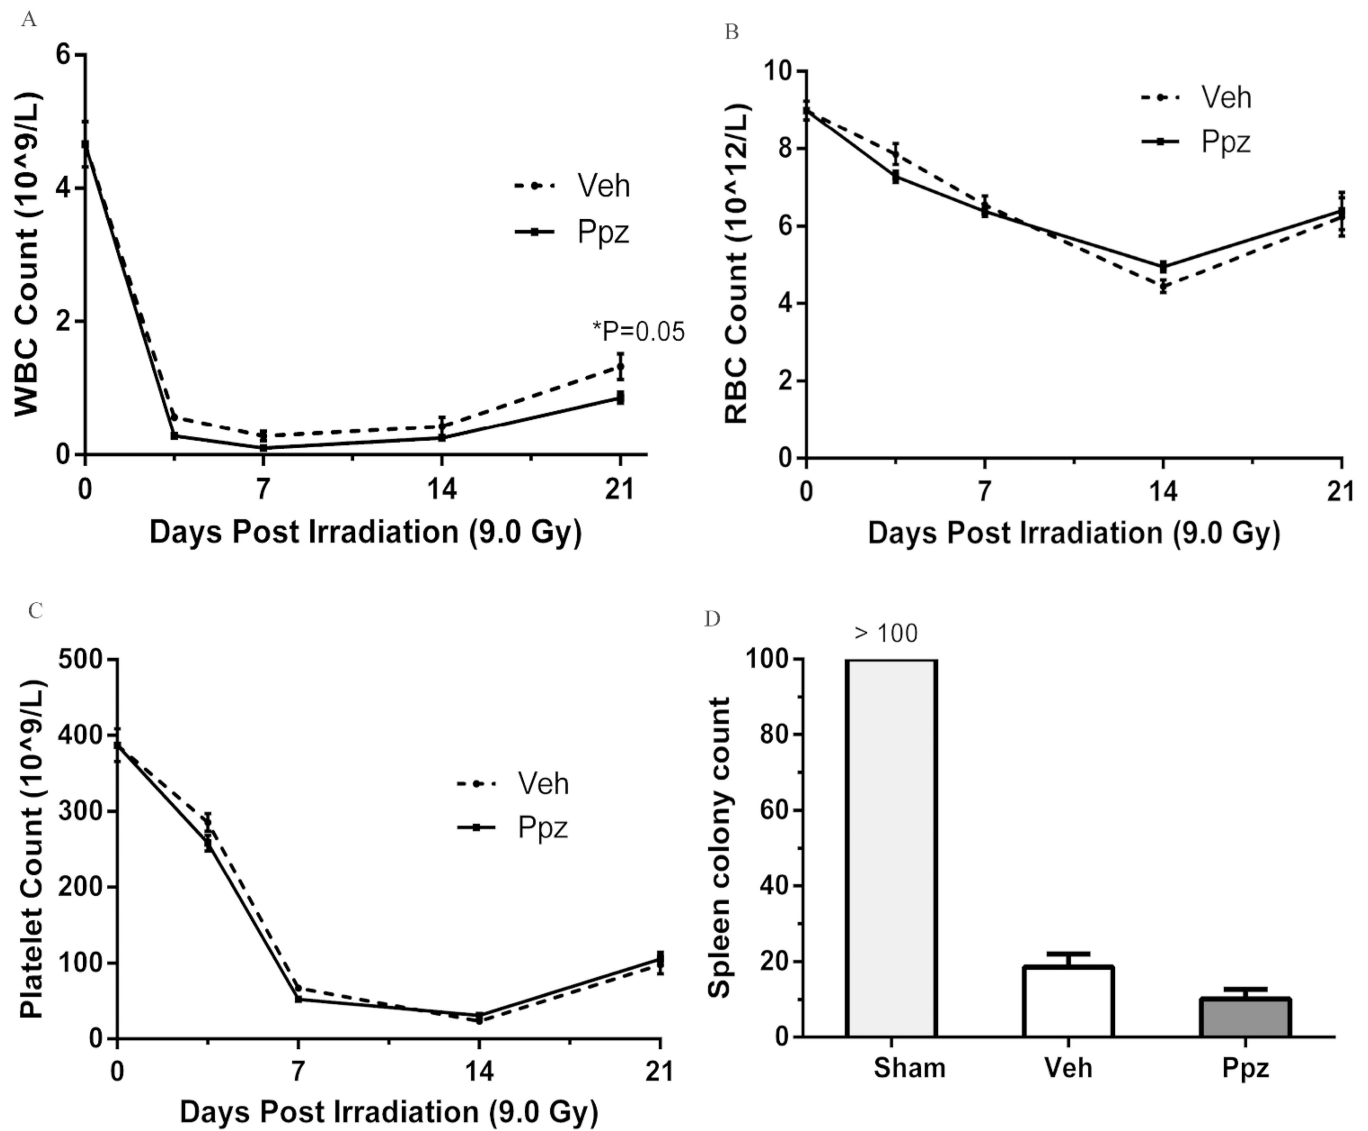 A
WBC Count (10^9/L)
6
4
2
0
Veh
Ppz
*P=0.05
0 7 14 21
Days Post Irradiation (9.0 Gy)
B
RBC Count (10^12/L)
10
8
6
4
2
0
Veh
Ppz
0 7 14 21
Days Post Irradiation (9.0 Gy)
C
Platelet Count (10^9/L)
500
400
300
200
100
0
Veh
Ppz
0 7 14 21
Days Post Irradiation (9.0 Gy)
D
Spleen colony count
> 100
100
80
60
40
20
0
Sham Veh Ppz